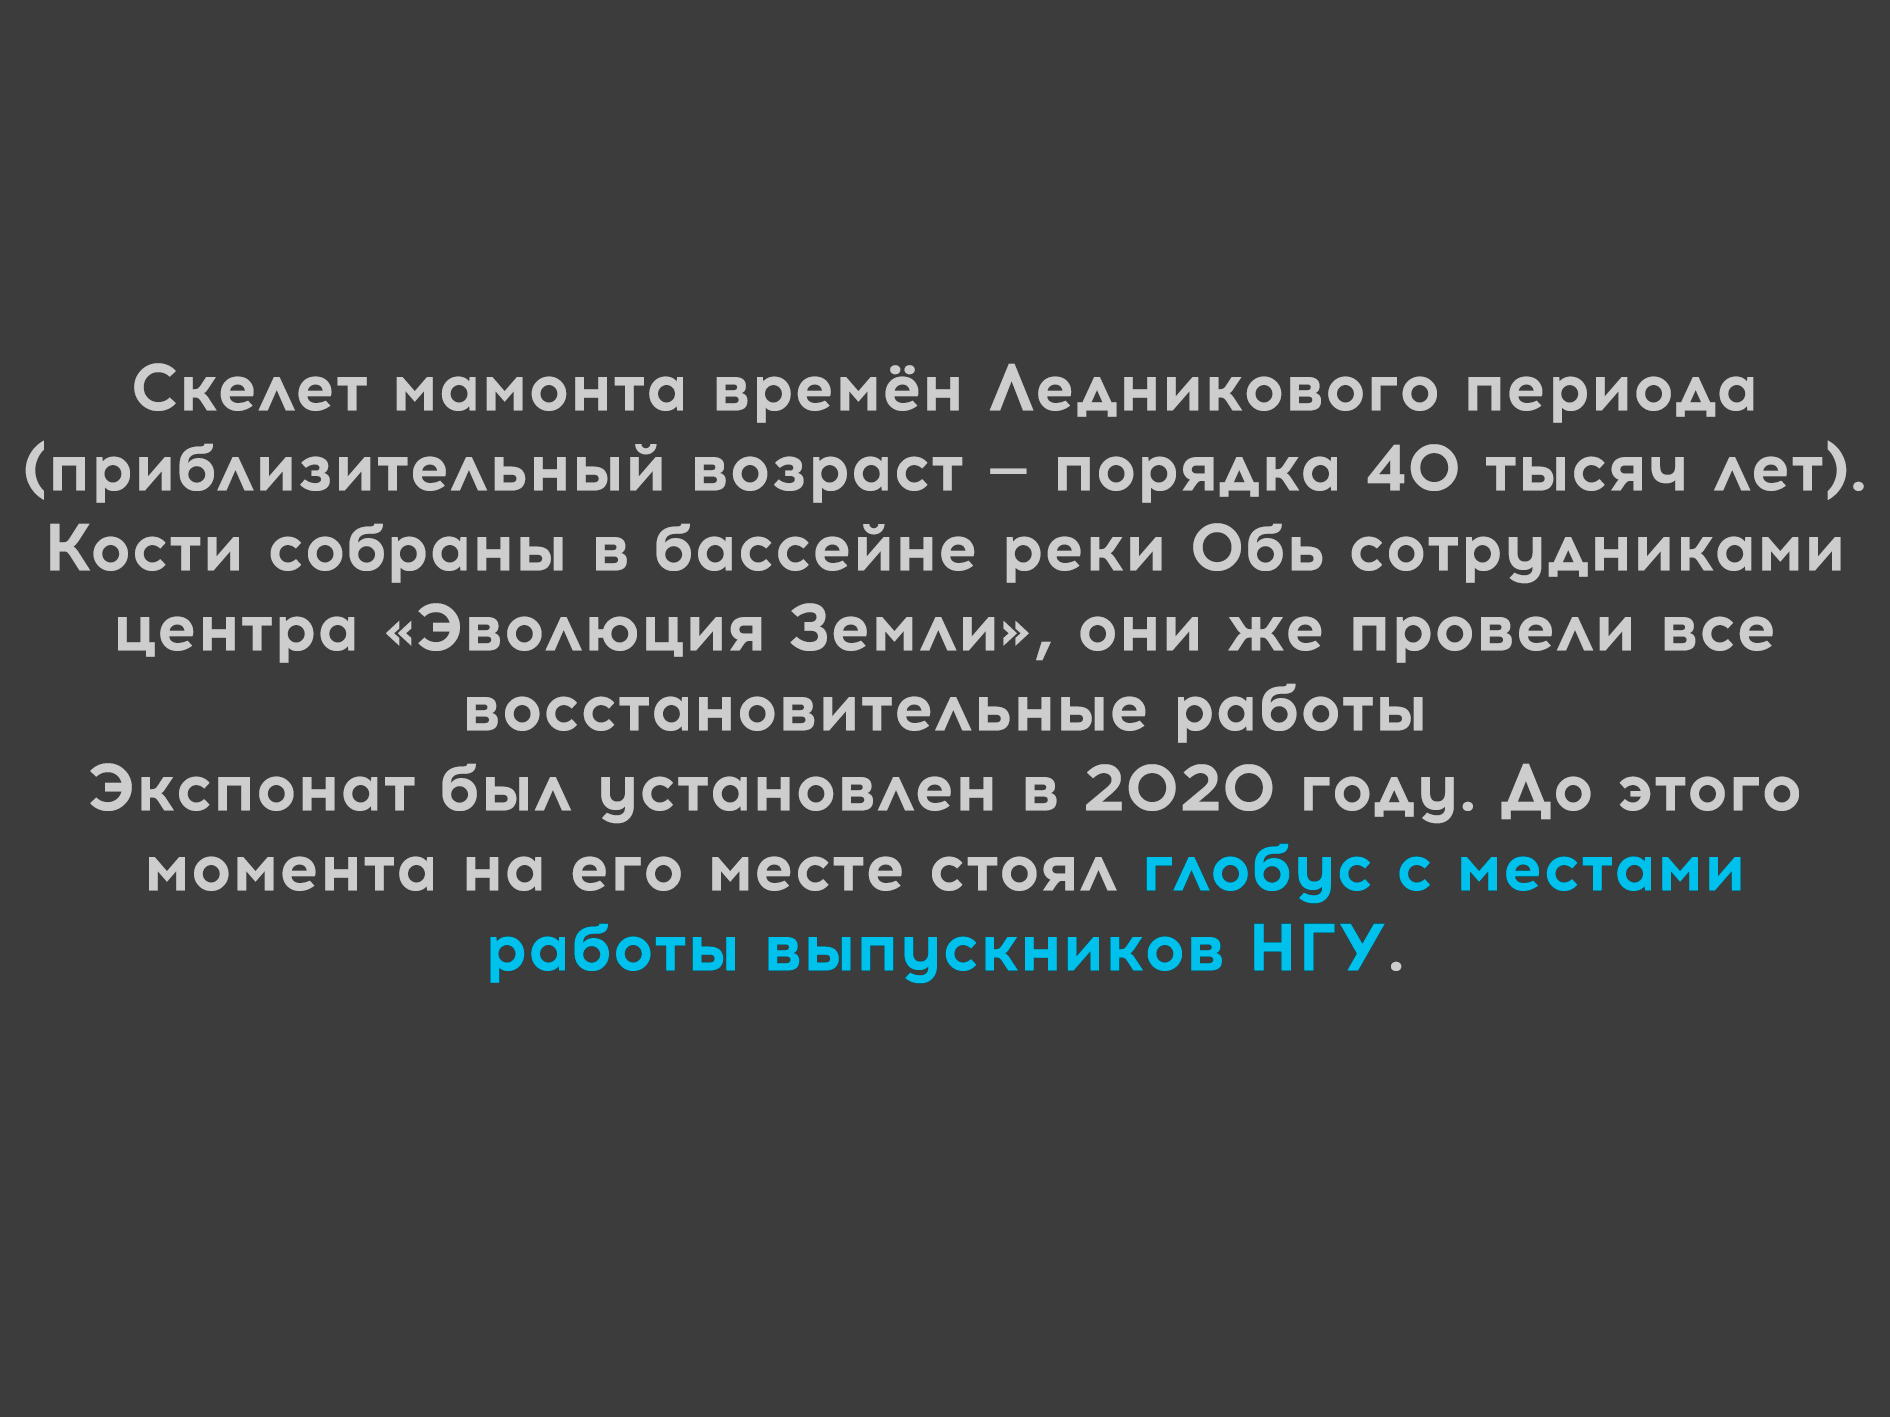 Скелет мамонта времён Ледникового периода
(приблизительный возраст — порядка 40 тысяч лет).
Кости собраны в бассейне реки Обь сотрудниками
центра «Эволюция Земли», они же провели все
восстановительные работы
Экспонат был установлен в 2020 году. До этого
момента на его месте стоял глобус с местами
работы выпускников НГУ.